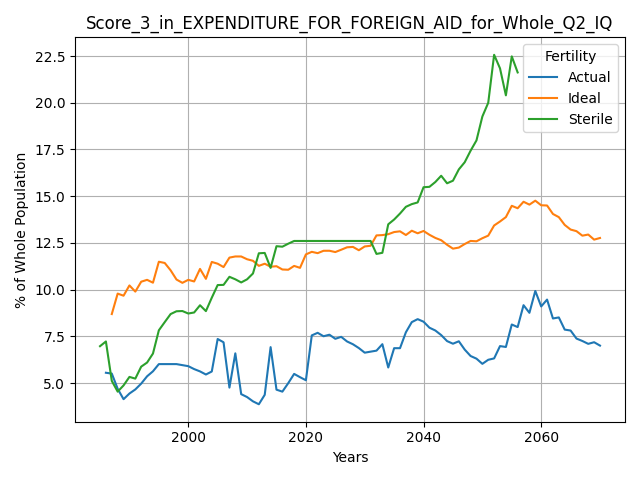 Score_3_in_EXPENDITURE_FOR_FOREIGN_AID_for_Whole_Q2_IQ
Fertility
Actual
Ideal
Sterile
% of Whole Population
22.5
20.0
17.5
15.0
12.5
10.0
7.5
5.0
2000
2020
2040
2060
Years